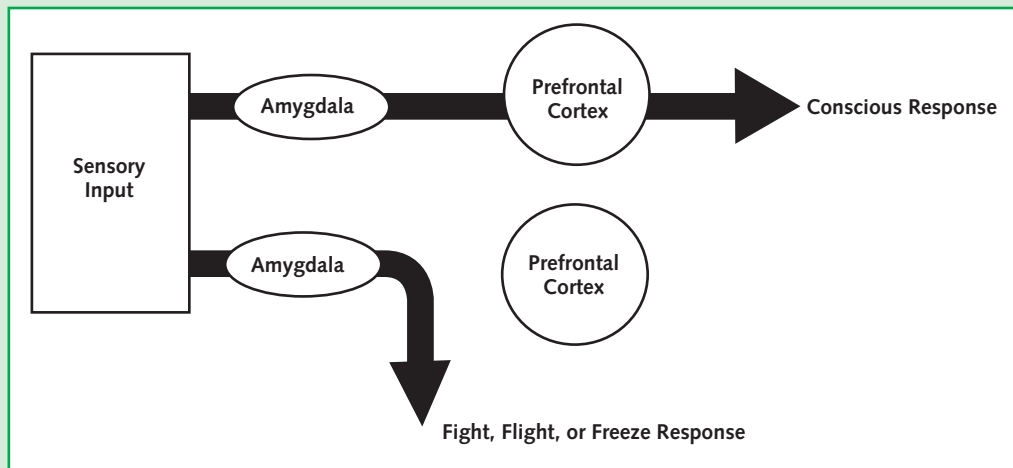 Sensory
Input
Amygdala
Prefrontal
Cortex
Conscious Response
Amygdala
Prefrontal
Cortex
Fight, Flight, or Freeze Response